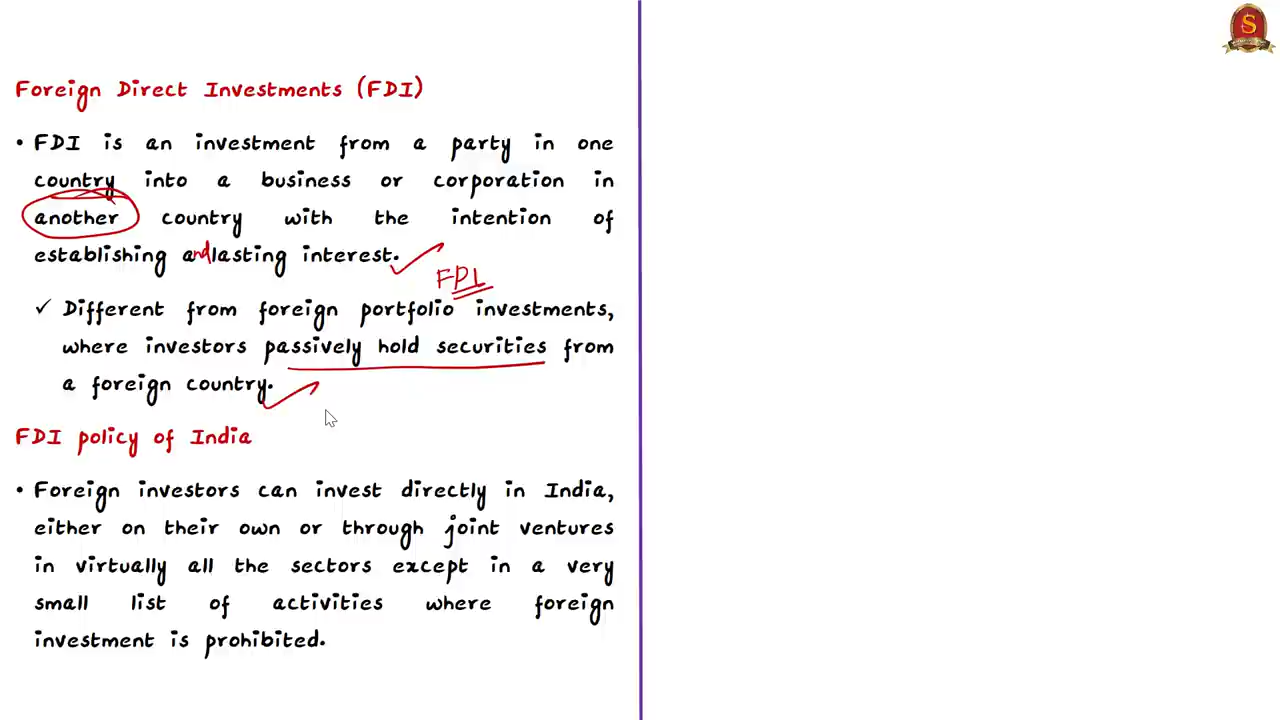 Foreign Direct Investments (FDI)
• FDI is an investment from a party in one
country into a business or corporation in
another country with the intention of
establishing and lasting interest.
FPI
✓ Different from foreign portfolio investments,
where investors passively hold securities from
a foreign country.
FDI policy of India
• Foreign investors can invest directly in India,
either on their own or through joint ventures
in virtually all the sectors except in a very
small list of activities where foreign
investment is prohibited.
S